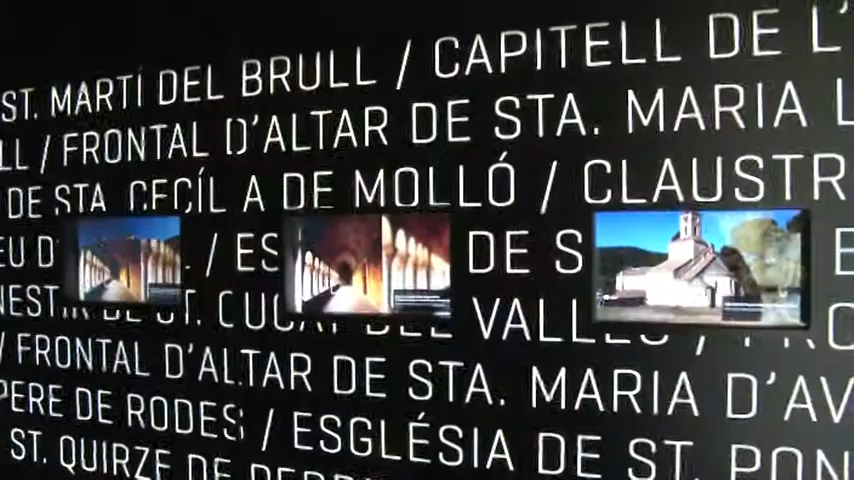 ST. MARTÍ DEL BRULL / CAPITELL DE L'
/ FRONTAL D'ALTAR DE STA. MARIA
DE STA. CECÍLIA DE MOLLÓ / CLAUSTR
/ ES DE S
ST. CUGAT DEL VALLÈS /
/ FRONTAL D'ALTAR DE STA. MARIA D'AV
PERE DE RODES / ESGLÉSIA DE ST. PON
ST. QUIRZE DE